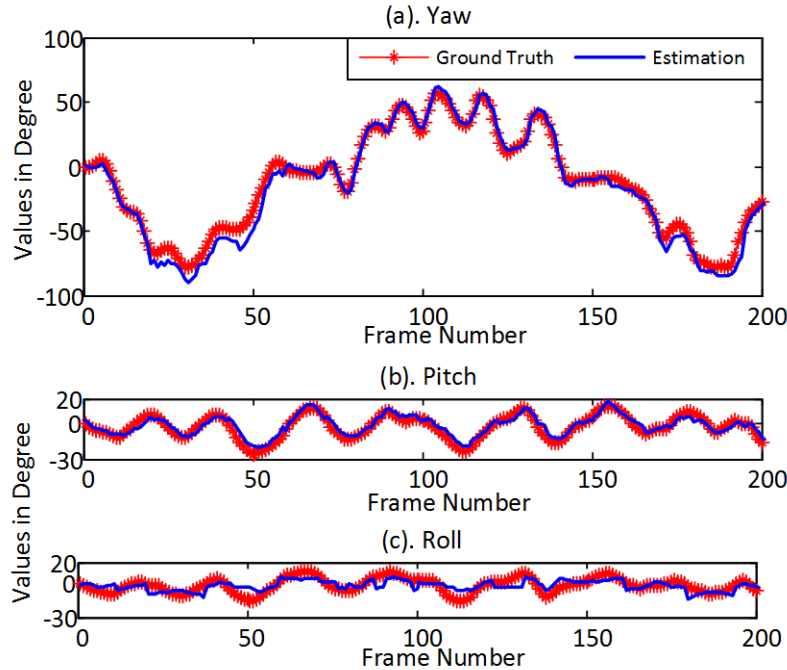 (a). Yaw
Ground Truth
Estimation
100
50
0
-50
-100
Values in Degree
0 50 100 150 200
Frame Number
(b). Pitch
20
0
-30
0 50 100 150 200
Frame Number
Values in Degree
(c). Roll
20
0
-30
0 50 100 150 200
Frame Number